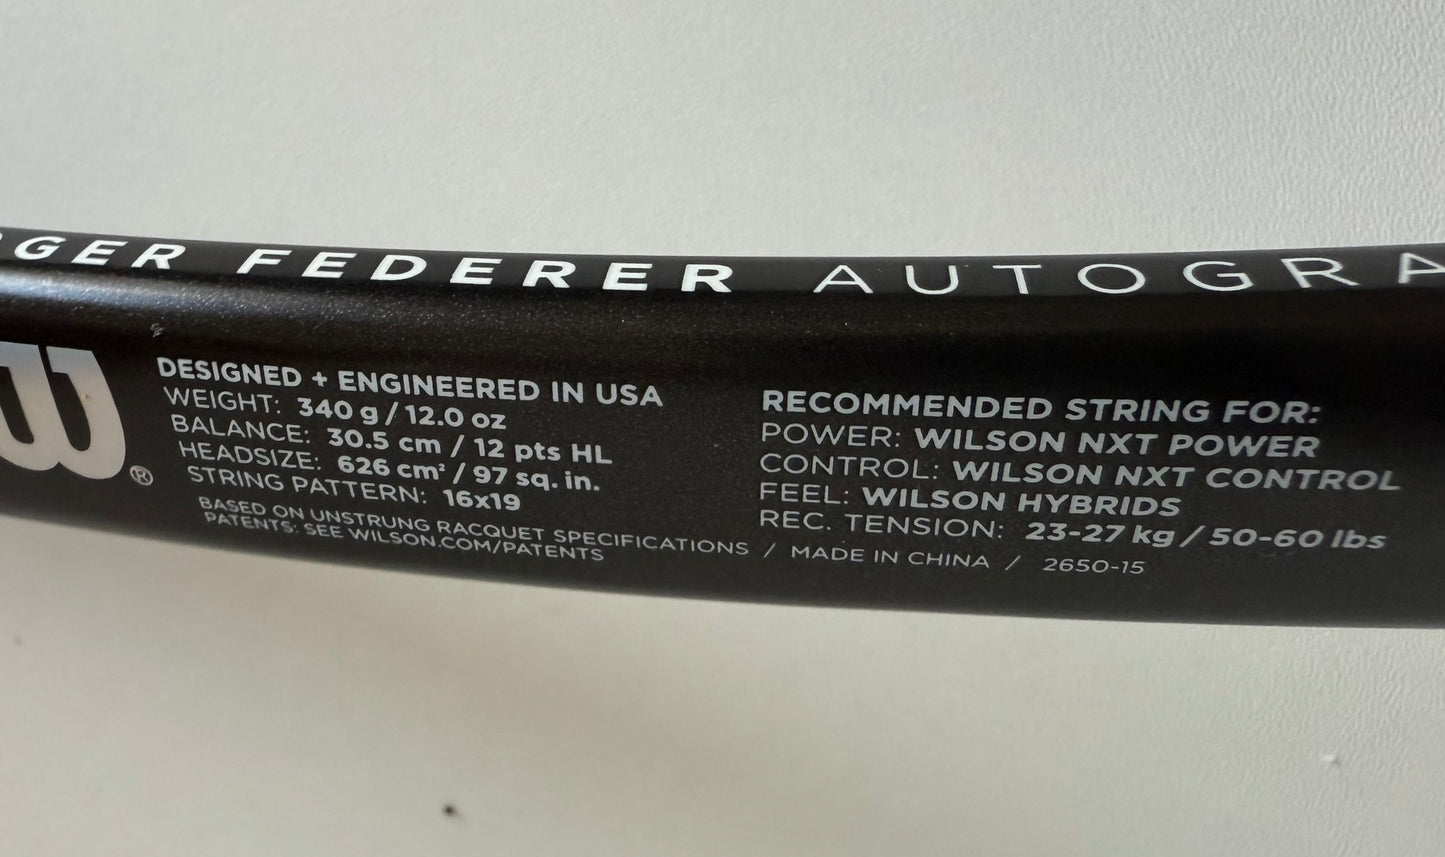 GER FEDERER AUTOGRA
W®
DESIGNED + ENGINEERED IN USA
WEIGHT: 340 g / 12.0 oz
BALANCE: 30.5 cm / 12 pts HL
HEADSIZE: 626 cm² / 97 sq. in.
STRING PATTERN: 16x19
RECOMMENDED STRING FOR:
POWER: WILSON NXT POWER
CONTROL: WILSON NXT CONTROL
FEEL: WILSON HYBRIDS
REC. TENSION: 23-27 kg / 50-60 lbs
BASED ON UNSTRUNG RACQUET SPECIFICATIONS / MADE IN CHINA / 2650-15
PATENTS: SEE WILSON.COM/PATENTS